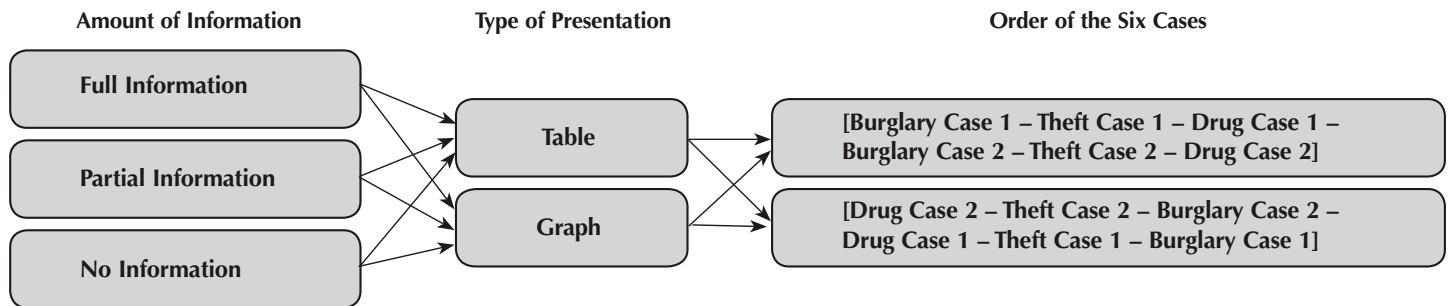 Amount of Information
Type of Presentation
Order of the Six Cases
Full Information
Partial Information
No Information
Table
Graph
[Burglary Case 1 – Theft Case 1 – Drug Case 1 –
Burglary Case 2 – Theft Case 2 – Drug Case 2]
[Drug Case 2 – Theft Case 2 – Burglary Case 2 –
Drug Case 1 – Theft Case 1 – Burglary Case 1]